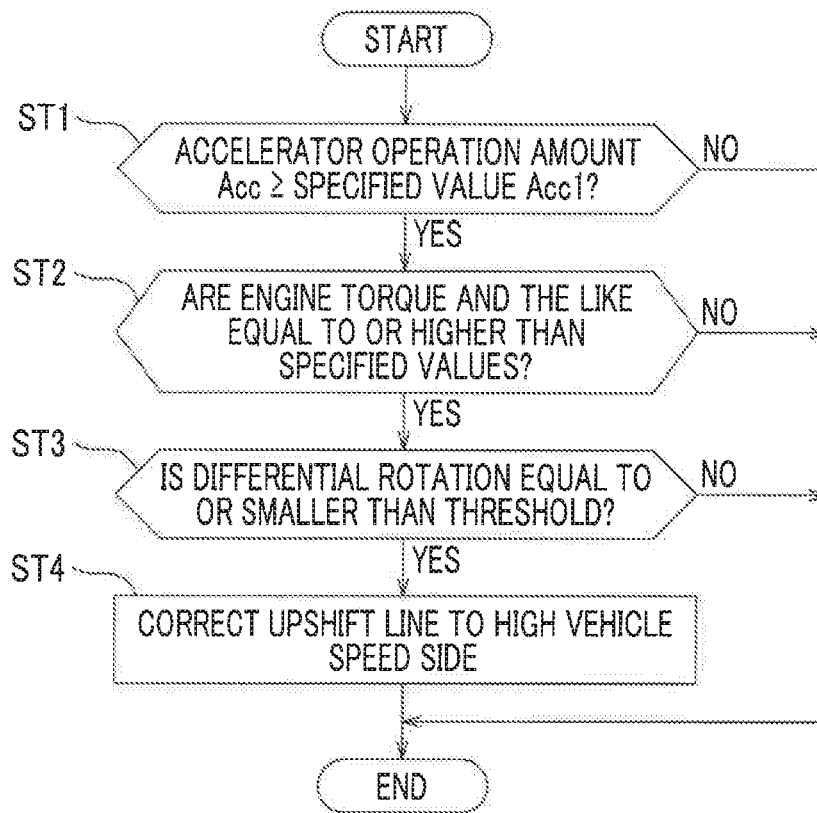 START
ST1
ACCELERATOR OPERATION AMOUNT
Acc ≥ SPECIFIED VALUE Acc1?
NO
YES
ST2
ARE ENGINE TORQUE AND THE LIKE
EQUAL TO OR HIGHER THAN
SPECIFIED VALUES?
NO
YES
ST3
IS DIFFERENTIAL ROTATION EQUAL TO
OR SMALLER THAN THRESHOLD?
NO
YES
ST4
CORRECT UPSHIFT LINE TO HIGH VEHICLE
SPEED SIDE
END